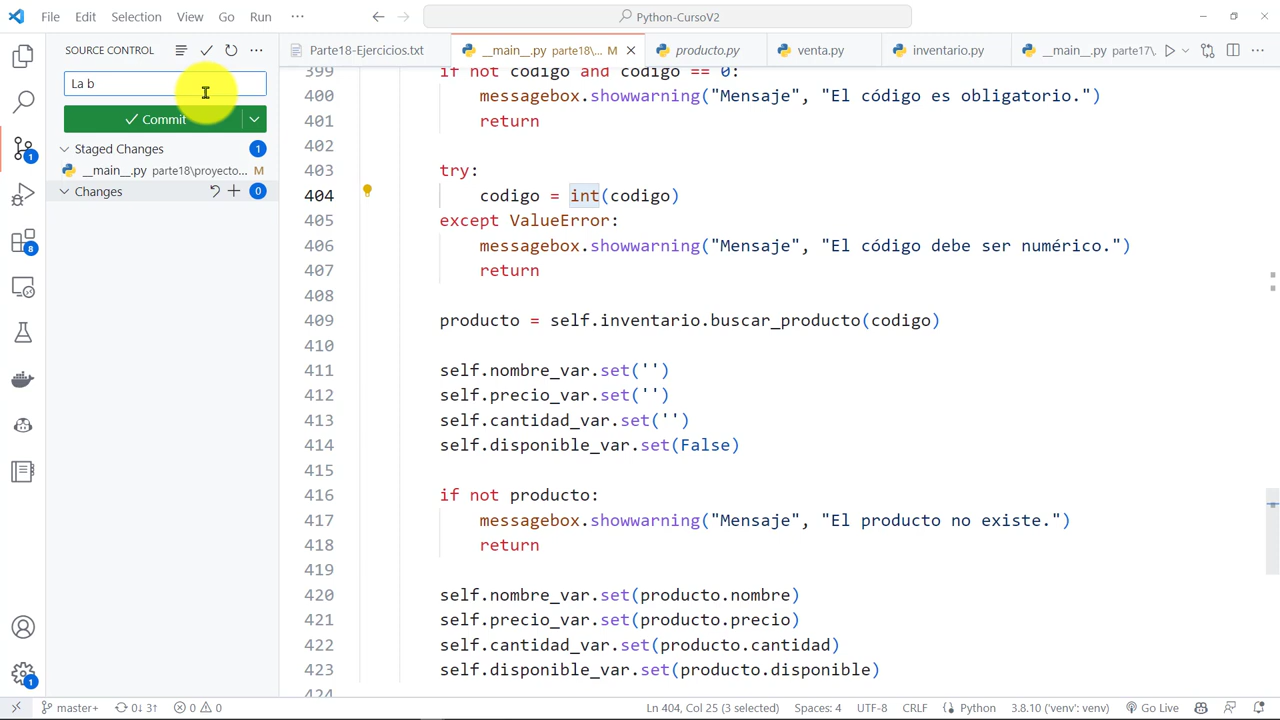 File Edit Selection View Go Run ···
Python-CursoV2
SOURCE CONTROL
La b
Commit
Staged Changes 1
__main__.py parte18\proyecto... M
Changes 0
1
8
1
Parte18-Ejercicios.txt
__main__.py parte18\... M
producto.py
venta.py
inventario.py
__main__.py parte17\.
399 if not codigo and codigo == 0:
400 messagebox.showwarning("Mensaje", "El código es obligatorio.")
401 return
402
403 try:
404 codigo = int(codigo)
405 except ValueError:
406 messagebox.showwarning("Mensaje", "El código debe ser numérico.")
407 return
408
409 producto = self.inventario.buscar_producto(codigo)
410
411 self.nombre_var.set('')
412 self.precio_var.set('')
413 self.cantidad_var.set('')
414 self.disponible_var.set(False)
415
416 if not producto:
417 messagebox.showwarning("Mensaje", "El producto no existe.")
418 return
419
420 self.nombre_var.set(producto.nombre)
421 self.precio_var.set(producto.precio)
422 self.cantidad_var.set(producto.cantidad)
423 self.disponible_var.set(producto.disponible)
424
master+ 0↓ 3↑ 0 0 Ln 404, Col 25 (3 selected) Spaces: 4 UTF-8 CRLF Python 3.8.10 ('venv': venv) Go Live